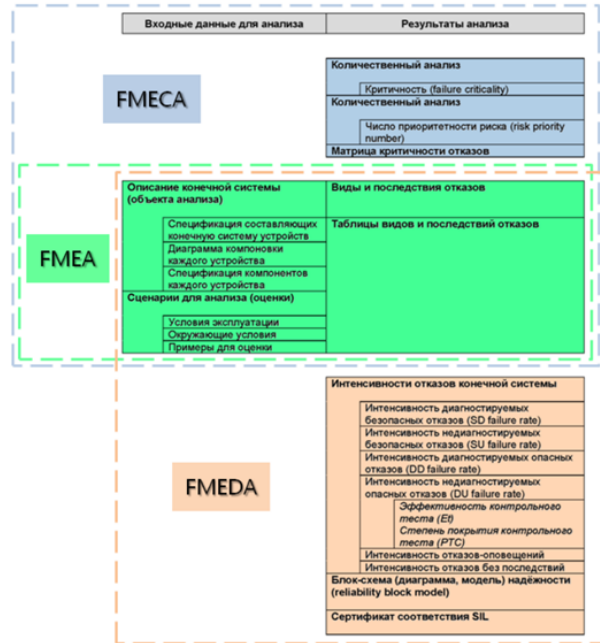 Входные данные для анализа
Результаты анализа
FMECA
Количественный анализ
Критичность (failure criticality)
Количественный анализ
Число приоритетности риска (risk priority
number)
Матрица критичности отказов
FMEA
Описание конечной системы
(объекта анализа)
Виды и последствия отказов
Спецификация составляющих
конечную систему устройств
Диаграмма компоновки
каждого устройства
Спецификация компонентов
каждого устройства
Таблицы видов и последствий отказов
Сценарии для анализа (оценки)
Условия эксплуатации
Окружающие условия
Примеры для оценки
FMEDA
Интенсивности отказов конечной системы
Интенсивность диагностируемых
безопасных отказов (SD failure rate)
Интенсивность недиагностируемых
безопасных отказов (SU failure rate)
Интенсивность диагностируемых опасных
отказов (DD failure rate)
Интенсивность недиагностируемых
опасных отказов (DU failure rate)
Эффективность контрольного
теста (Et)
Степень покрытия контрольного
теста (PTC)
Интенсивность отказов-оповещений
Интенсивность отказов без последствий
Блок-схема (диаграмма, модель) надёжности
(reliability block model)
Сертификат соответствия SIL